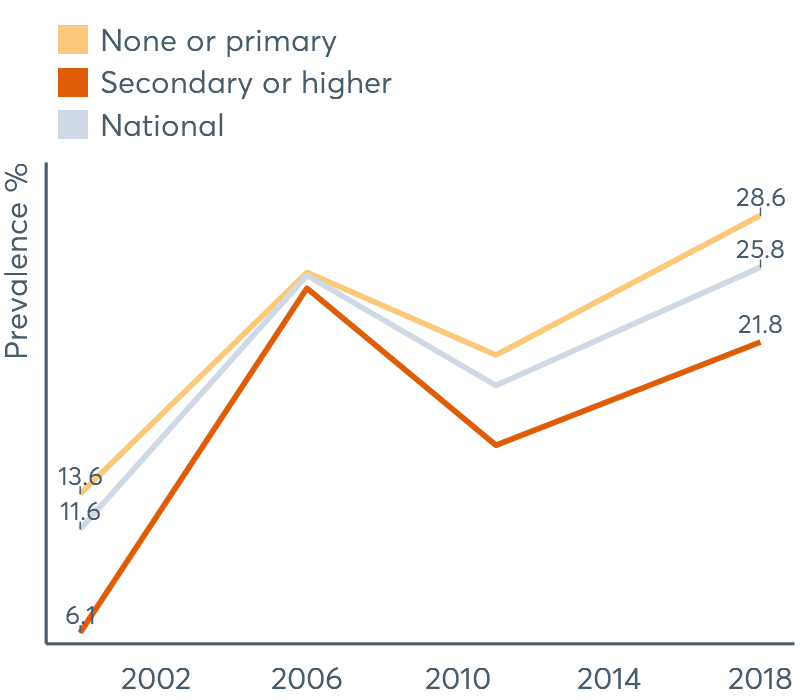 None or primary
Secondary or higher
National
Prevalence %
28.6
25.8
21.8
13.6
11.6
6.1
2002 2006 2010 2014 2018